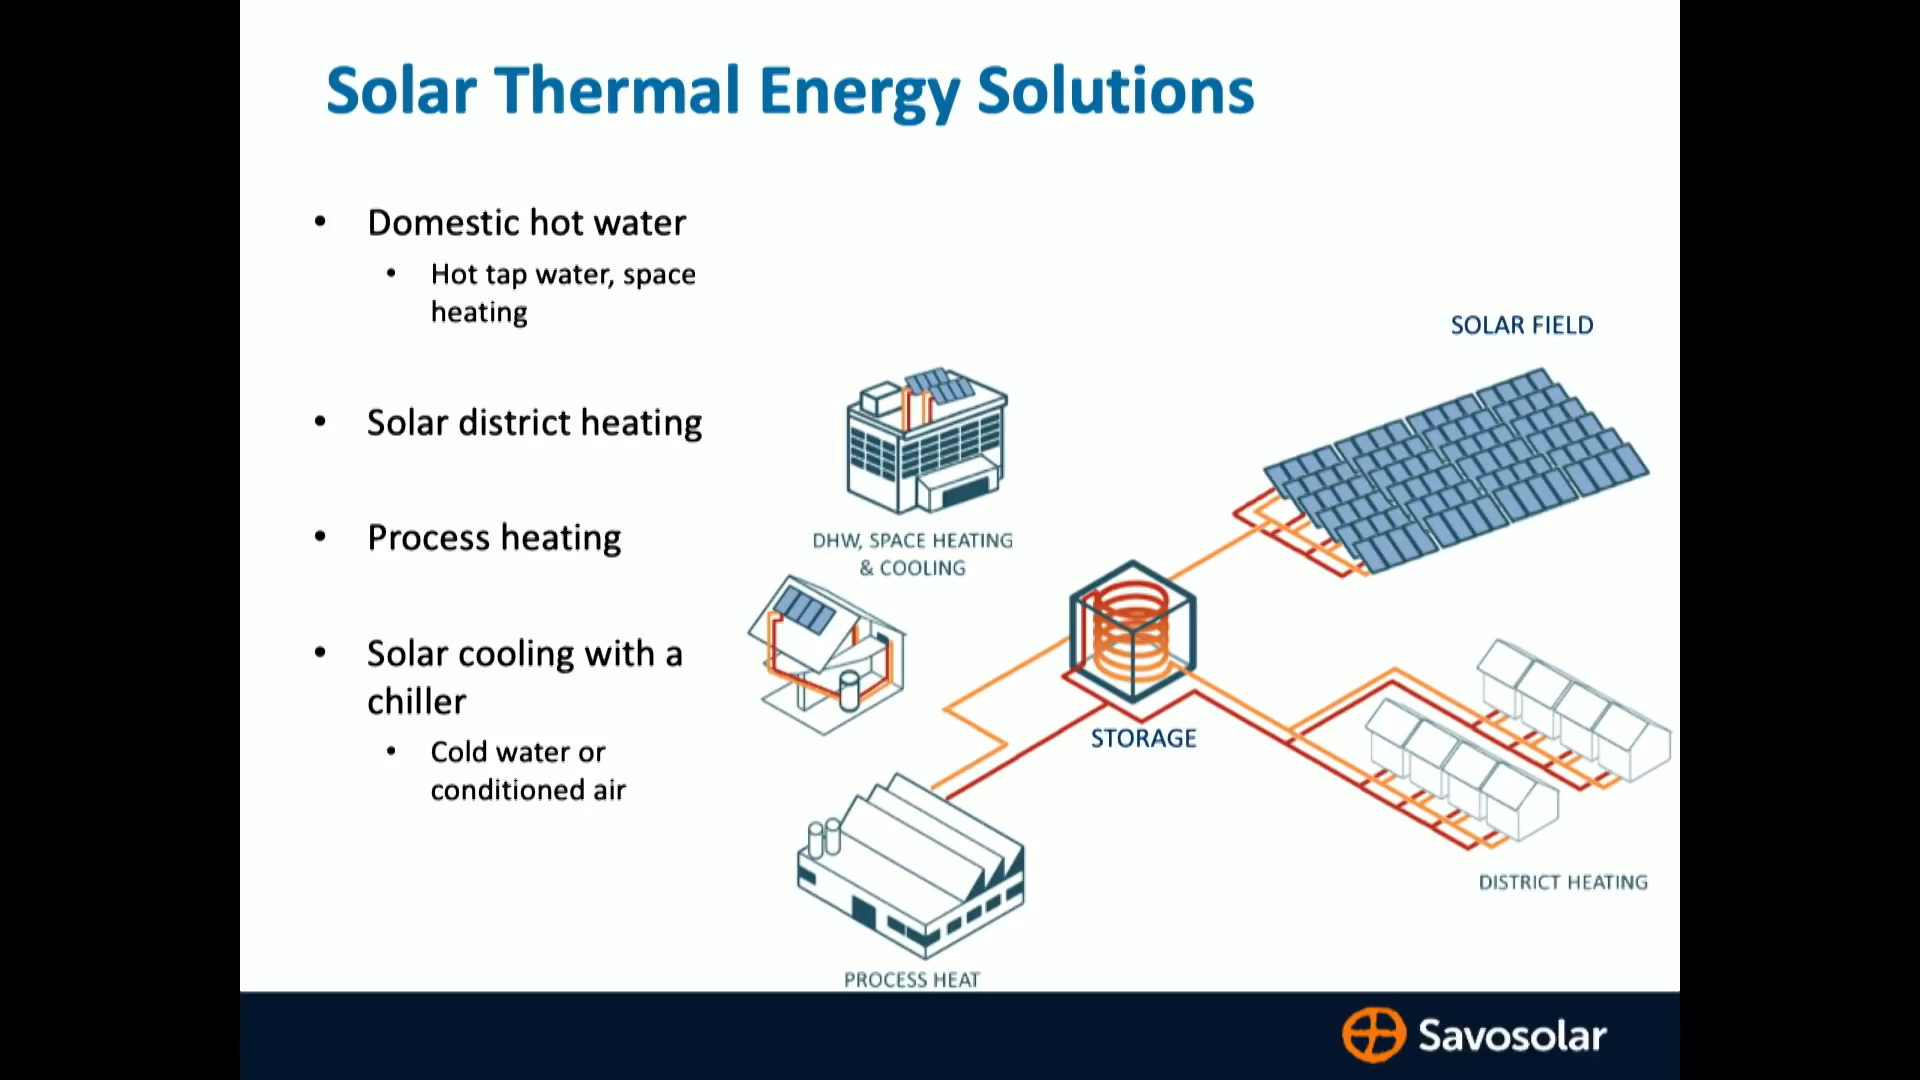 Solar Thermal Energy Solutions
• Domestic hot water
• Hot tap water, space
heating
• Solar district heating
• Process heating
• Solar cooling with a
chiller
• Cold water or
conditioned air
SOLAR FIELD
DHW, SPACE HEATING
& COOLING
STORAGE
DISTRICT HEATING
PROCESS HEAT
Savosolar